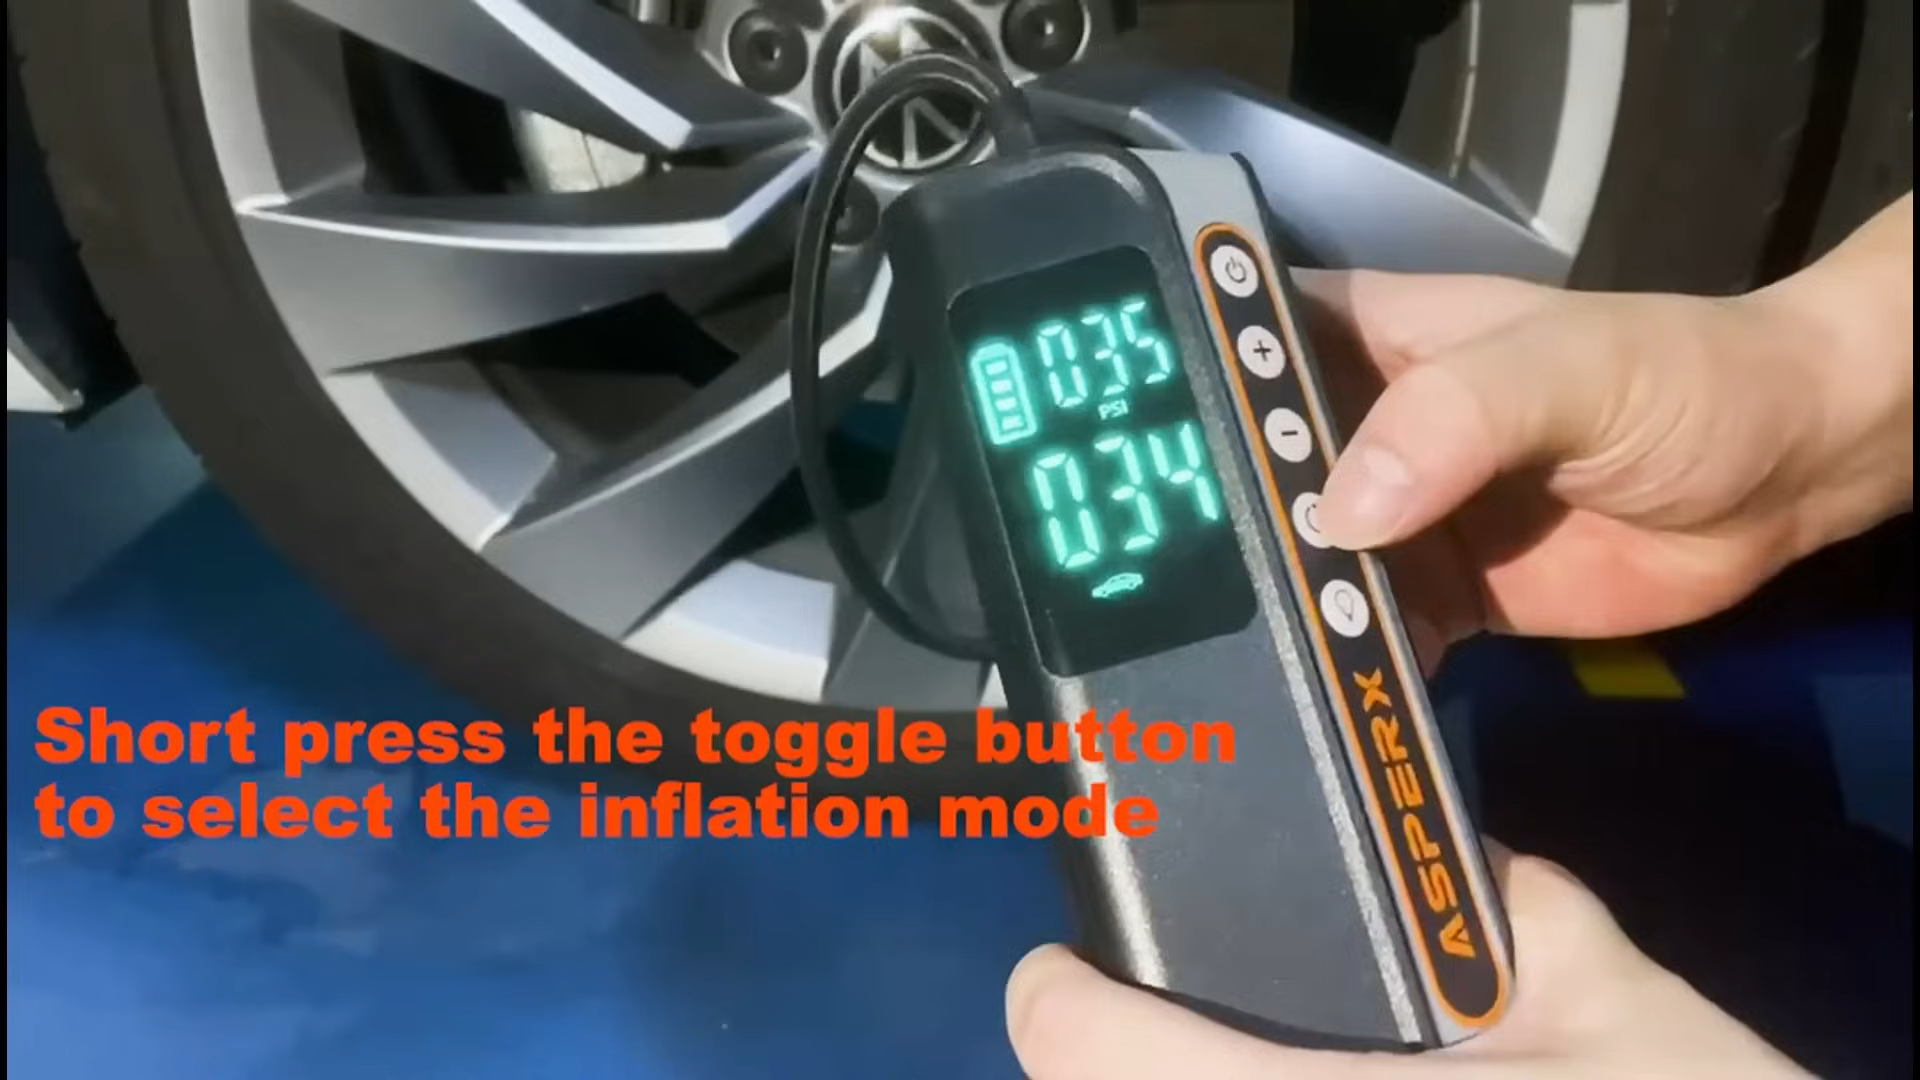 035
PSI
034
ASPERX
Short press the toggle button
to select the inflation mode